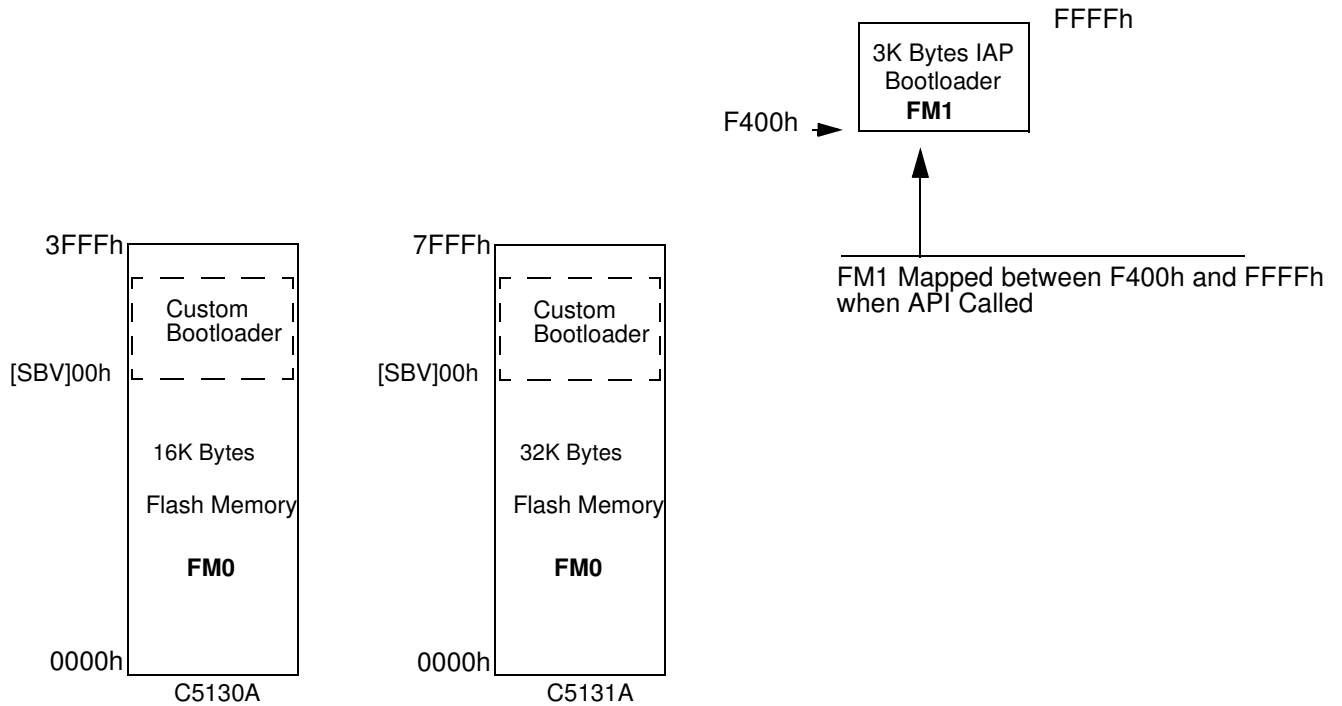 FFFFh
3K Bytes IAP
Bootloader
FM1
F400h
FM1 Mapped between F400h and FFFFh
when API Called
3FFFh
Custom
Bootloader
[SBV]00h
16K Bytes
Flash Memory
FM0
0000h
C5130A
7FFFh
Custom
Bootloader
[SBV]00h
32K Bytes
Flash Memory
FM0
0000h
C5131A